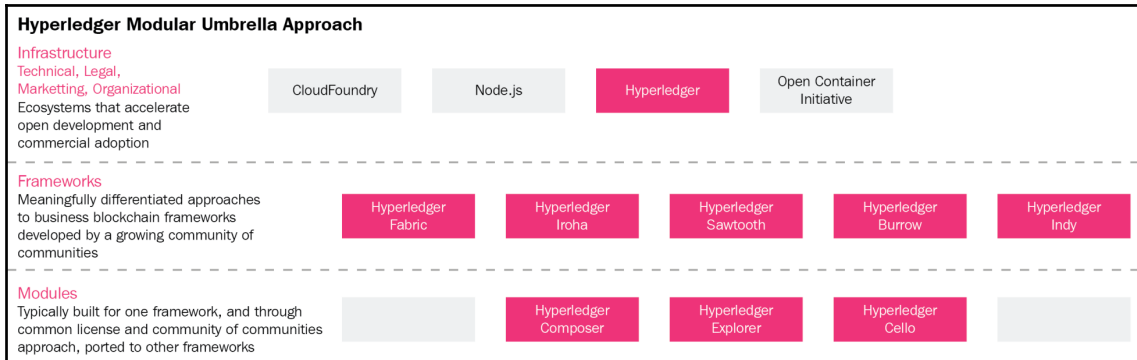 Hyperledger Modular Umbrella Approach
Infrastructure
Technical, Legal,
Marketting, Organizational
Ecosystems that accelerate
open development and
commercial adoption
CloudFoundry
Node.js
Hyperledger
Open Container
Initiative
Frameworks
Meaningfully differentiated approaches
to business blockchain frameworks
developed by a growing community of
communities
Hyperledger
Fabric
Hyperledger
Iroha
Hyperledger
Sawtooth
Hyperledger
Burrow
Hyperledger
Indy
Modules
Typically built for one framework, and through
common license and community of communities
approach, ported to other frameworks
Hyperledger
Composer
Hyperledger
Explorer
Hyperledger
Cello